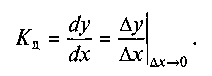 K_д = dy/dx = Δy/Δx |_{Δx→0} .